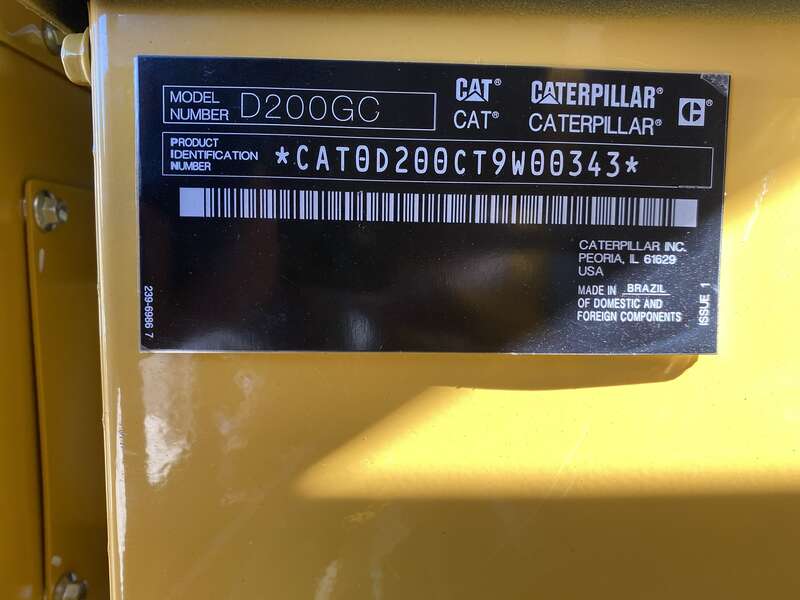 MODEL NUMBER D200GC
CAT® CATERPILLAR®
CAT® CATERPILLAR®
PRODUCT IDENTIFICATION NUMBER *CAT0D200CT9W00343*
CATERPILLAR INC.
PEORIA, IL 61629
USA
MADE IN BRAZIL
OF DOMESTIC AND
FOREIGN COMPONENTS
ISSUE 1
239-6986 7